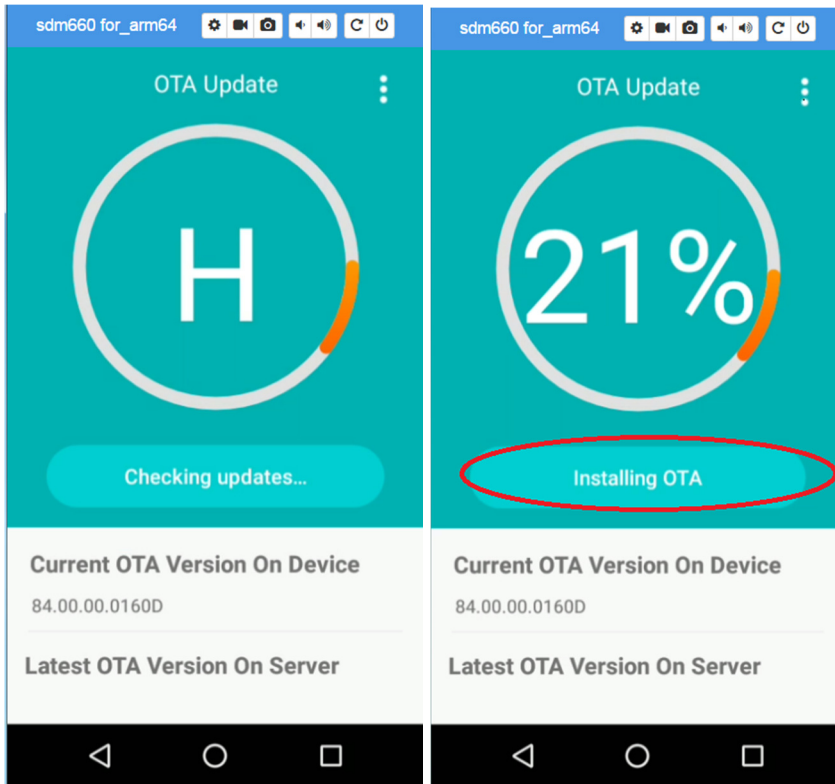 sdm660 for_arm64
OTA Update
H
Checking updates...
Current OTA Version On Device
84.00.00.0160D
Latest OTA Version On Server
sdm660 for_arm64
OTA Update
21%
Installing OTA
Current OTA Version On Device
84.00.00.0160D
Latest OTA Version On Server